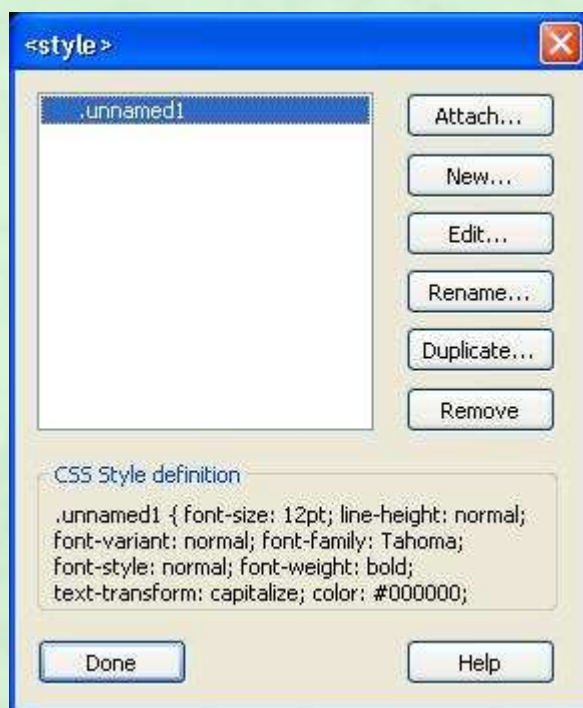 <style>
.unnamed1
Attach...
New...
Edit...
Rename...
Duplicate...
Remove
CSS Style definition
.unnamed1 { font-size: 12pt; line-height: normal;
font-variant: normal; font-family: Tahoma;
font-style: normal; font-weight: bold;
text-transform: capitalize; color: #000000;
Done
Help